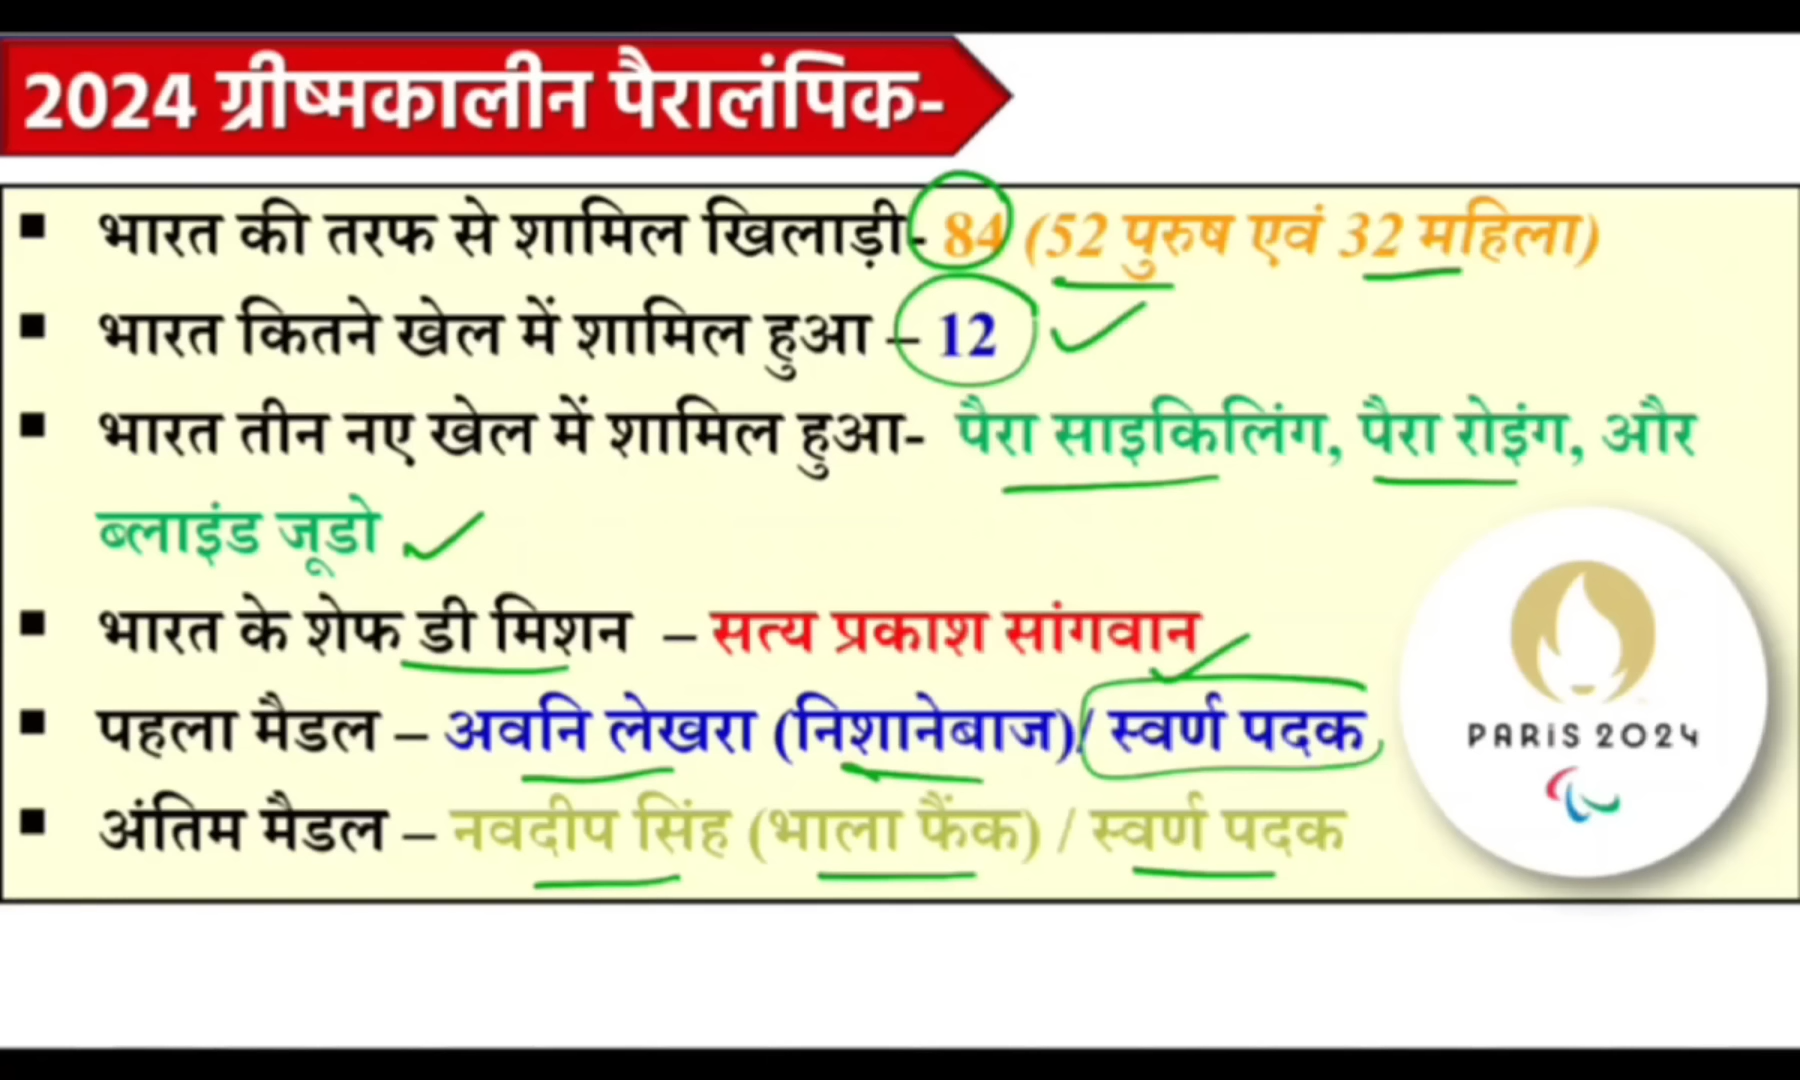 2024 ग्रीष्मकालीन पैरालंपिक-
▪ भारत की तरफ से शामिल खिलाड़ी- 84 (52 पुरुष एवं 32 महिला)
▪ भारत कितने खेल में शामिल हुआ – 12
▪ भारत तीन नए खेल में शामिल हुआ- पैरा साइकिलिंग, पैरा रोइंग, और
ब्लाइंड जूडो
▪ भारत के शेफ डी मिशन – सत्य प्रकाश सांगवान
▪ पहला मैडल – अवनि लेखरा (निशानेबाज)/ स्वर्ण पदक
▪ अंतिम मैडल – नवदीप सिंह (भाला फैंक) / स्वर्ण पदक
PARIS 2024